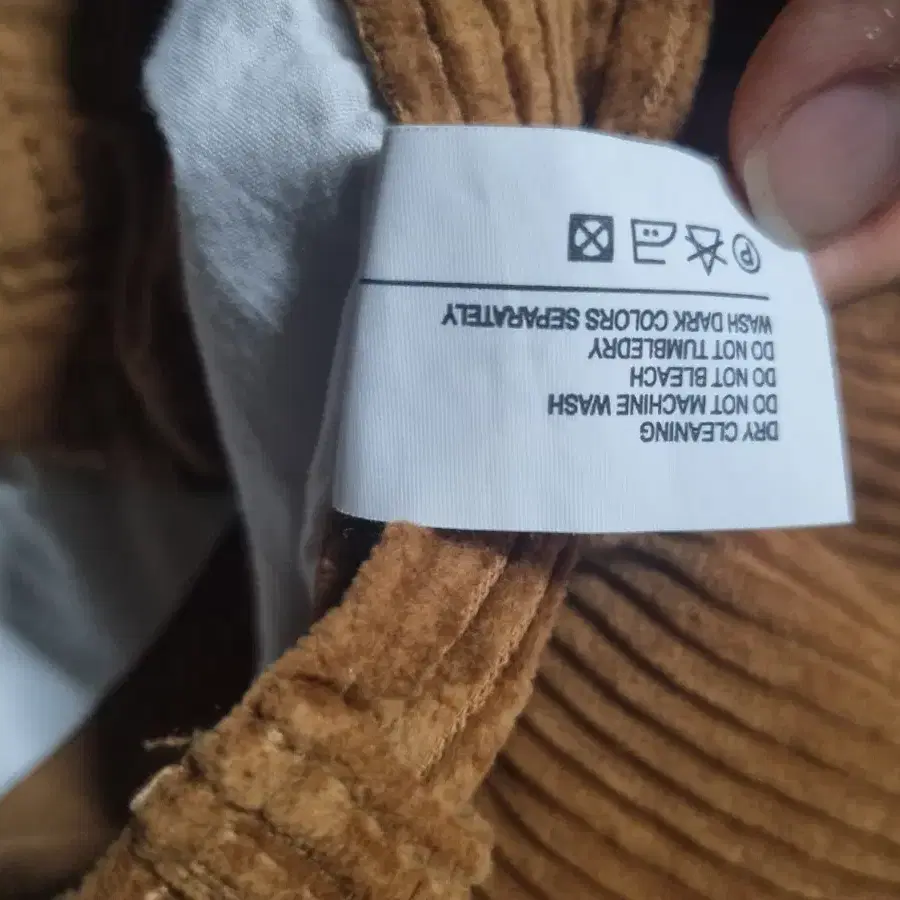 DRY CLEANING
DO NOT MACHINE WASH
DO NOT BLEACH
DO NOT TUMBLEDRY
WASH DARK COLORS SEPARATELY
P